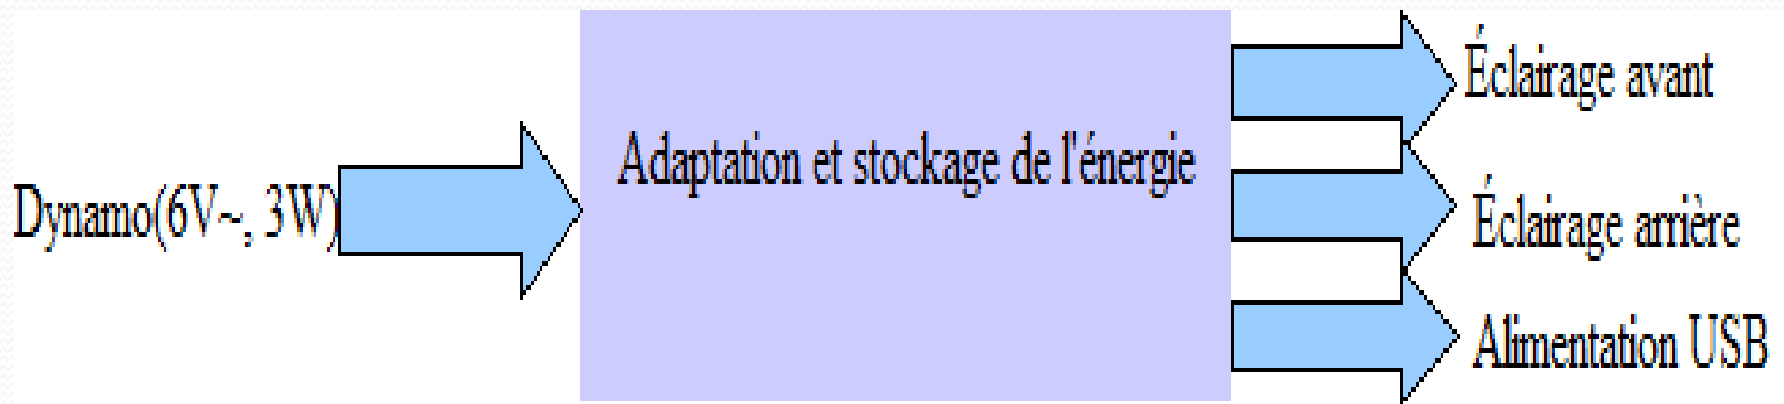 Dynamo(6V~, 3W)
Adaptation et stockage de l'énergie
Éclairage avant
Éclairage arrière
Alimentation USB